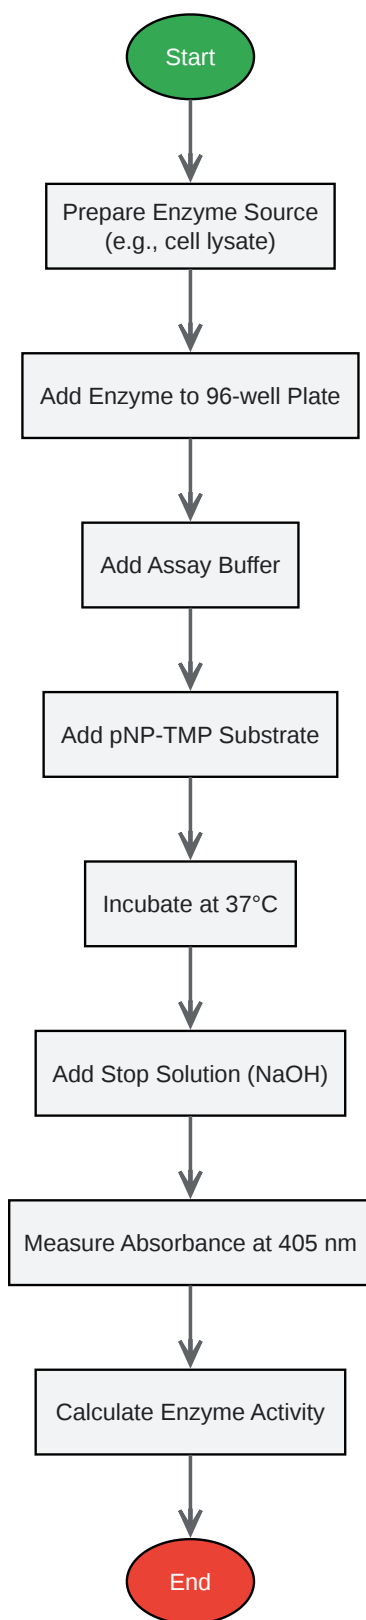 Start
Prepare Enzyme Source
(e.g., cell lysate)
Add Enzyme to 96-well Plate
Add Assay Buffer
Add pNP-TMP Substrate
Incubate at 37°C
Add Stop Solution (NaOH)
Measure Absorbance at 405 nm
Calculate Enzyme Activity
End